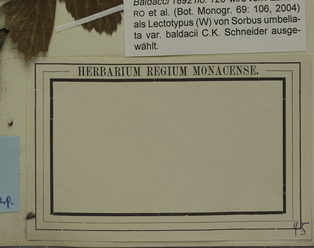 RO et al. (Bot. Monogr. 69: 106, 2004)
als Lectotypus (W) von Sorbus umbella-
ta var. baldacii C.K. Schneider ausge-
wählt.
HERBARIUM REGIUM MONACENSE.
45